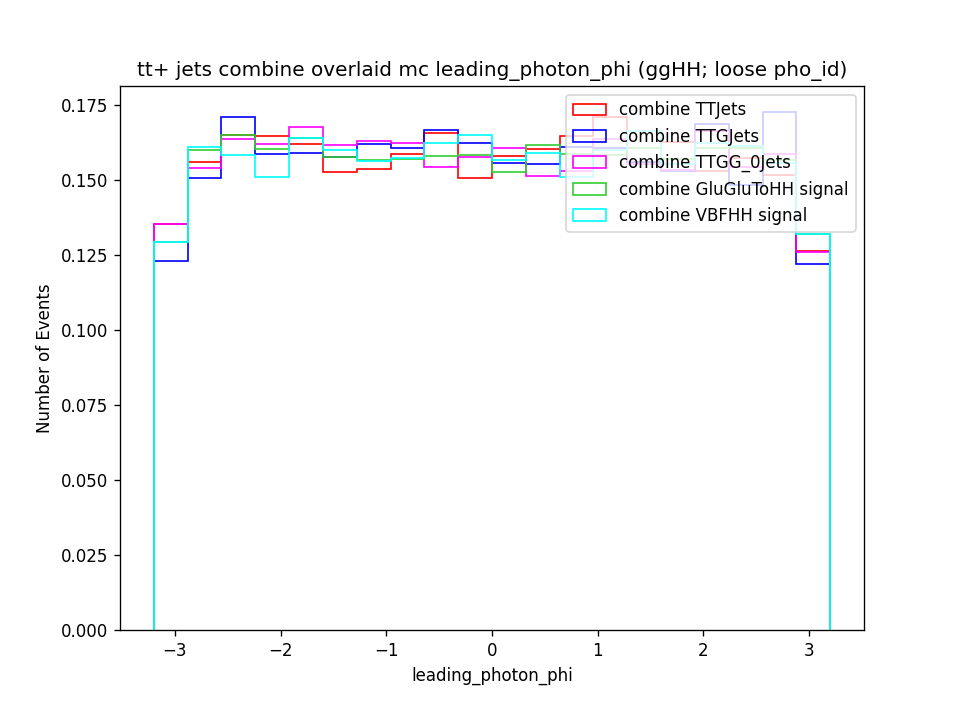 tt+ jets combine overlaid mc leading_photon_phi (ggHH; loose pho_id)
combine TTJets
combine TTGJets
combine TTGG_0Jets
combine GluGluToHH signal
combine VBFHH signal
0.175
0.150
0.125
0.100
0.075
0.050
0.025
0.000
Number of Events
−3 −2 −1 0 1 2 3
leading_photon_phi